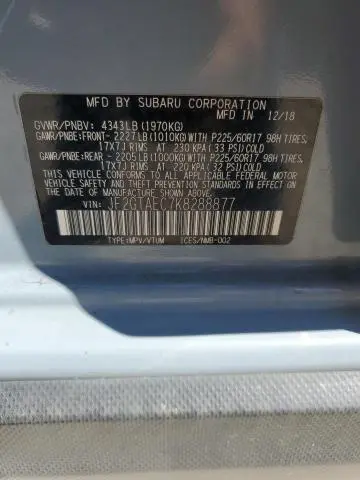 MFD BY SUBARU CORPORATION
MFD IN 12/18
GVWR/PNBV: 4343LB(1970KG)
GAWR/PNBE:FRONT- 2227LB(1010KG)WITH P225/60R17 98H TIRES,
17X7J RIMS AT 230 KPA(33 PSI)COLD
GAWR/PNBE:REAR - 2205LB(1000KG)WITH P225/60R17 98H TIRES,
17X7J RIMS AT 220 KPA(32 PSI)COLD
THIS VEHICLE CONFORMS TO ALL APPLICABLE FEDERAL MOTOR
VEHICLE SAFETY AND BUMPER STANDARDS IN EFFECT ON THE
DATE OF MANUFACTURE SHOWN ABOVE.
VIN: JF2GTAEC7K8288877
TYPE:MPV/VTUM ICES/NMB-002